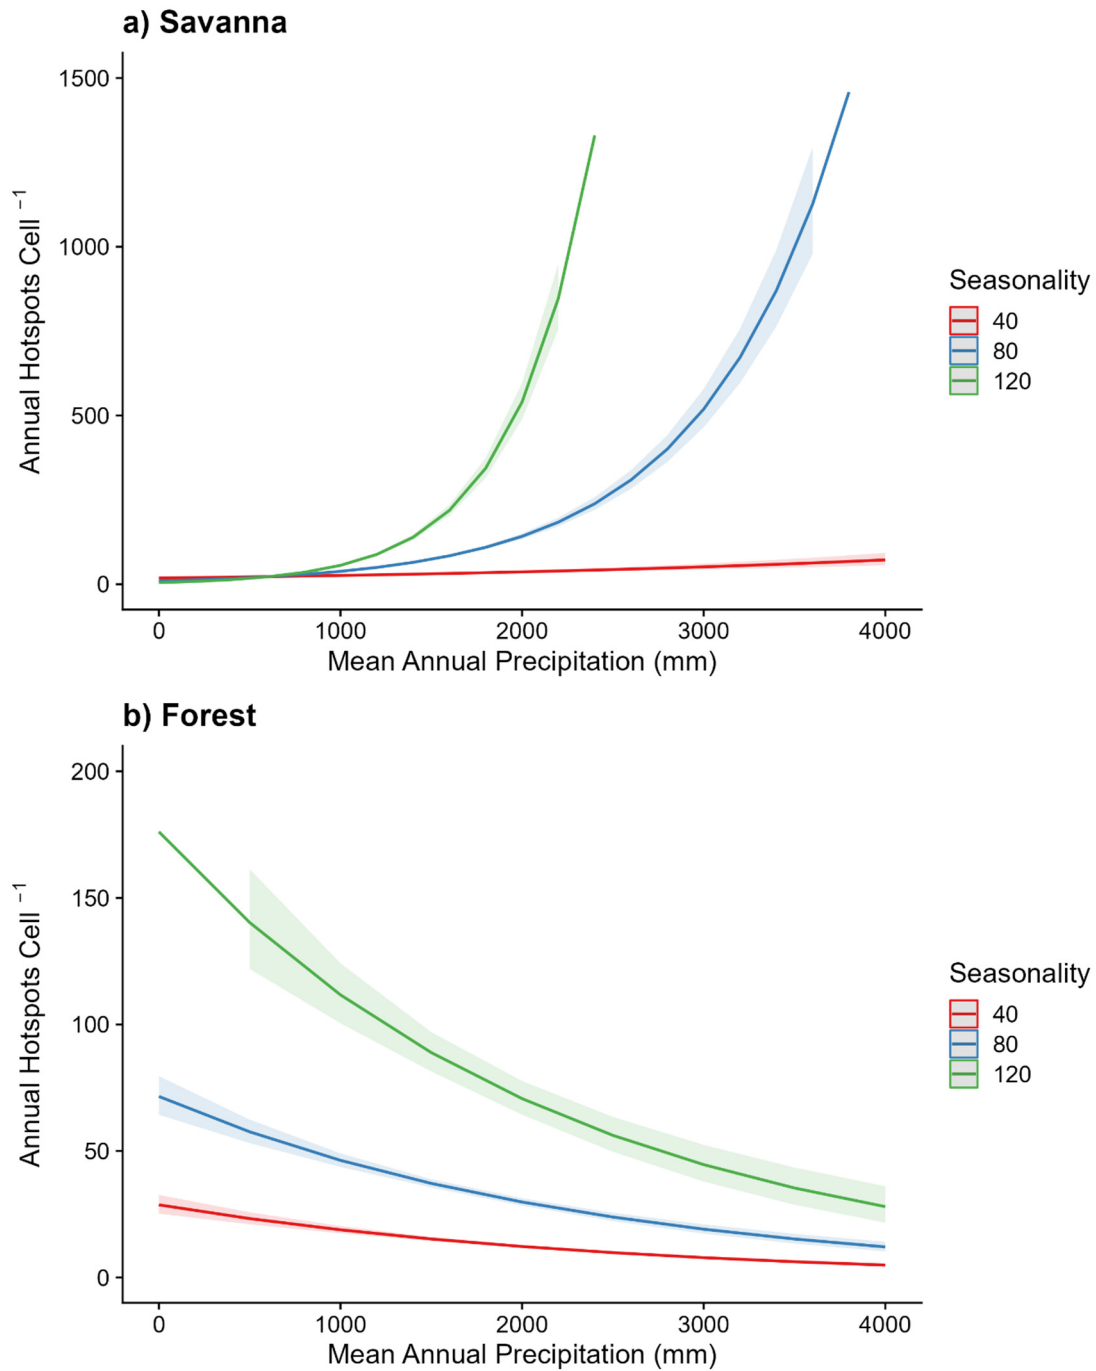 a) Savanna
1500
1000
500
0
Annual Hotspots Cell ⁻¹
0 1000 2000 3000 4000
Mean Annual Precipitation (mm)
Seasonality
40
80
120
b) Forest
200
150
100
50
0
Annual Hotspots Cell ⁻¹
0 1000 2000 3000 4000
Mean Annual Precipitation (mm)
Seasonality
40
80
120